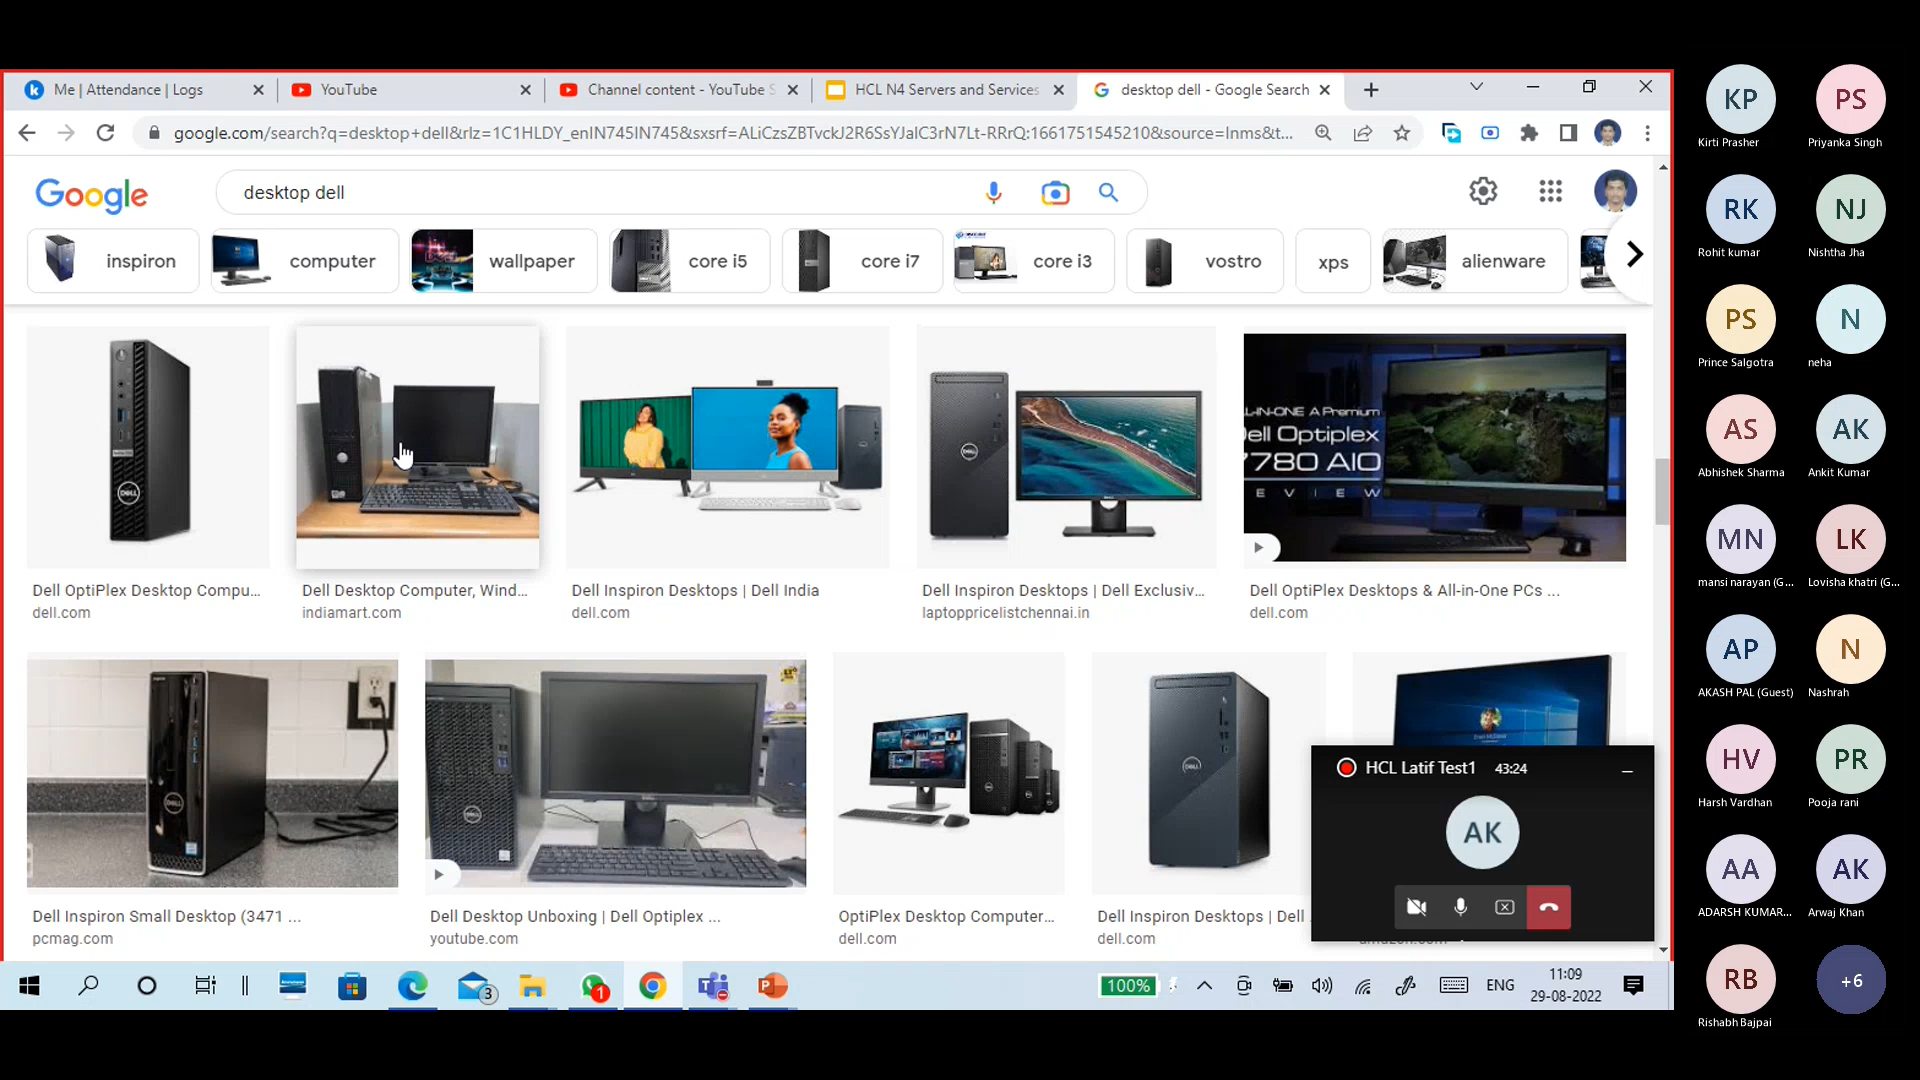 Me | Attendance | Logs
YouTube
Channel content - YouTube S
HCL N4 Servers and Services
desktop dell - Google Search
google.com/search?q=desktop+dell&rlz=1C1HLDY_enIN745IN745&sxsrf=ALiCzsZBTvckJ2R6SsYJalC3rN7Lt-RRrQ:1661751545210&source=lnms&t...
Google
desktop dell
inspiron
computer
wallpaper
core i5
core i7
core i3
vostro
xps
alienware
ALL-IN-ONE A Premium
Dell Optiplex
7780 AIO
REVIEW
Dell OptiPlex Desktop Compu...
dell.com
Dell Desktop Computer, Wind...
indiamart.com
Dell Inspiron Desktops | Dell India
dell.com
Dell Inspiron Desktops | Dell Exclusiv...
laptoppricelistchennai.in
Dell OptiPlex Desktops & All-in-One PCs ...
dell.com
Dell Inspiron Small Desktop (3471 ...
pcmag.com
Dell Desktop Unboxing | Dell Optiplex ...
youtube.com
OptiPlex Desktop Computer...
dell.com
Dell Inspiron Desktops | Dell .
dell.com
HCL Latif Test1 43:24
AK
3
1
100%
ENG
11:09
29-08-2022
KP
Kirti Prasher
PS
Priyanka Singh
RK
Rohit kumar
NJ
Nishtha Jha
PS
Prince Salgotra
N
neha
AS
Abhishek Sharma
AK
Ankit Kumar
MN
mansi narayan (G...
LK
Lovisha khatri (G...
AP
AKASH PAL (Guest)
N
Nashrah
HV
Harsh Vardhan
PR
Pooja rani
AA
ADARSH KUMAR...
AK
Arwaj Khan
RB
Rishabh Bajpai
+6